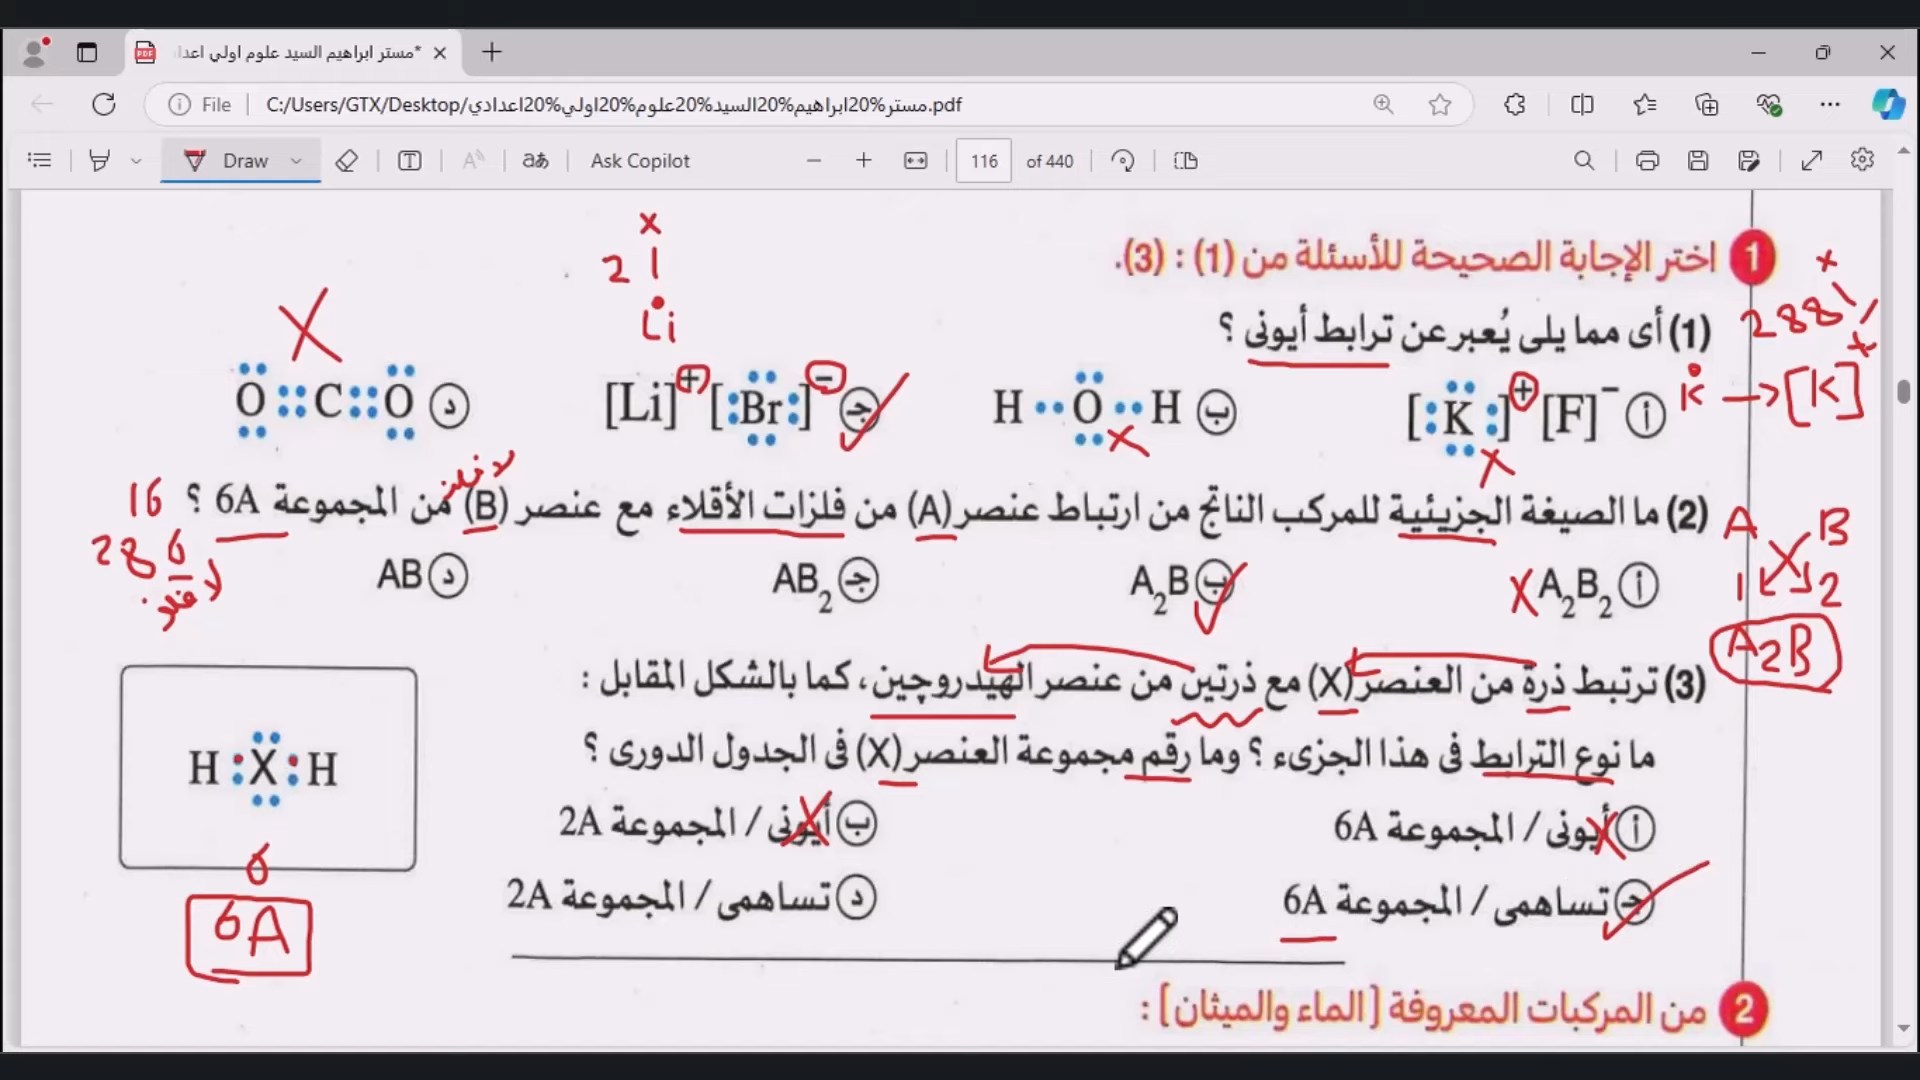 *مستر ابراهيم السيد علوم اولي اعدا
File C:/Users/GTX/Desktop/مستر%20ابراهيم%20السيد%20علوم%20اولي%20اعدادي.pdf
Draw Ask Copilot 116 of 440
1 اختر الإجابة الصحيحة للأسئلة من (1) : (3).
(1) أى مما يلى يُعبر عن ترابط أيونى ؟
أ [K]⁺ [F]⁻ ب H O H ج [Li]⁺ [Br]⁻ د O C O
x
2 1
Li
x
2 8 8 1
K → [K]⁺
(2) ما الصيغة الجزيئية للمركب الناتج من ارتباط عنصر (A) من فلزات الأقلاء مع عنصر (B) من المجموعة 6A ؟
لافلز
16
2 8 6
لافلز
أ A₂B₂ ب A₂B ج AB₂ د AB
A B
1 2
A₂B
(3) ترتبط ذرة من العنصر (X) مع ذرتين من عنصر الهيدروچين، كما بالشكل المقابل :
ما نوع الترابط فى هذا الجزىء ؟ وما رقم مجموعة العنصر (X) فى الجدول الدورى ؟
أ أيونى / المجموعة 6A
ب أيونى / المجموعة 2A
ج تساهمى / المجموعة 6A
د تساهمى / المجموعة 2A
H X H
6
6A
2 من المركبات المعروفة [الماء والميثان] :